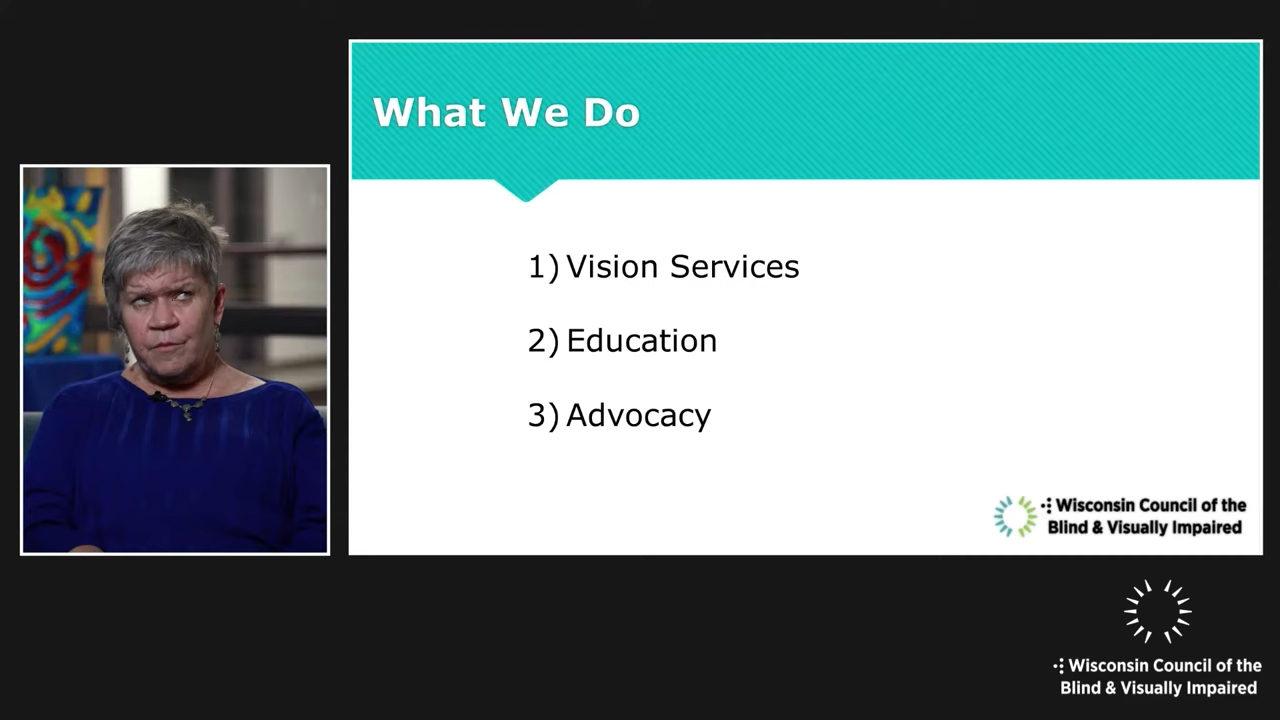 What We Do
1) Vision Services
2) Education
3) Advocacy
Wisconsin Council of the
Blind & Visually Impaired
Wisconsin Council of the
Blind & Visually Impaired